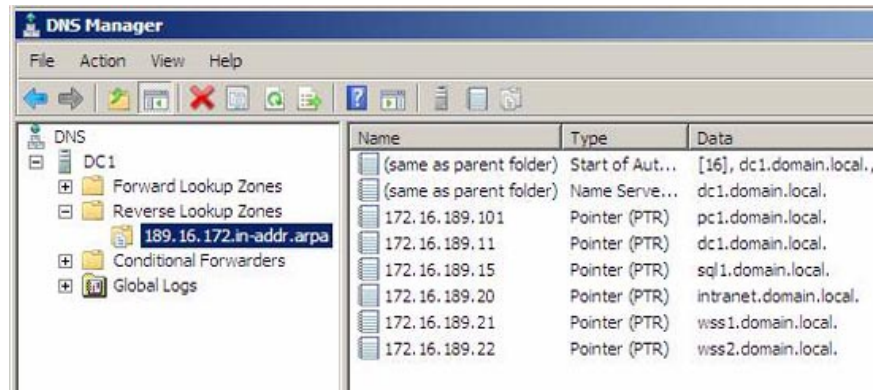 DNS Manager
File Action View Help
DNS
DC1
Forward Lookup Zones
Reverse Lookup Zones
189.16.172.in-addr.arpa
Conditional Forwarders
Global Logs
Name Type Data
(same as parent folder) Start of Aut... [16], dc1.domain.local.,
(same as parent folder) Name Serve... dc1.domain.local.
172.16.189.101 Pointer (PTR) pc1.domain.local.
172.16.189.11 Pointer (PTR) dc1.domain.local.
172.16.189.15 Pointer (PTR) sql1.domain.local.
172.16.189.20 Pointer (PTR) intranet.domain.local.
172.16.189.21 Pointer (PTR) wss1.domain.local.
172.16.189.22 Pointer (PTR) wss2.domain.local.